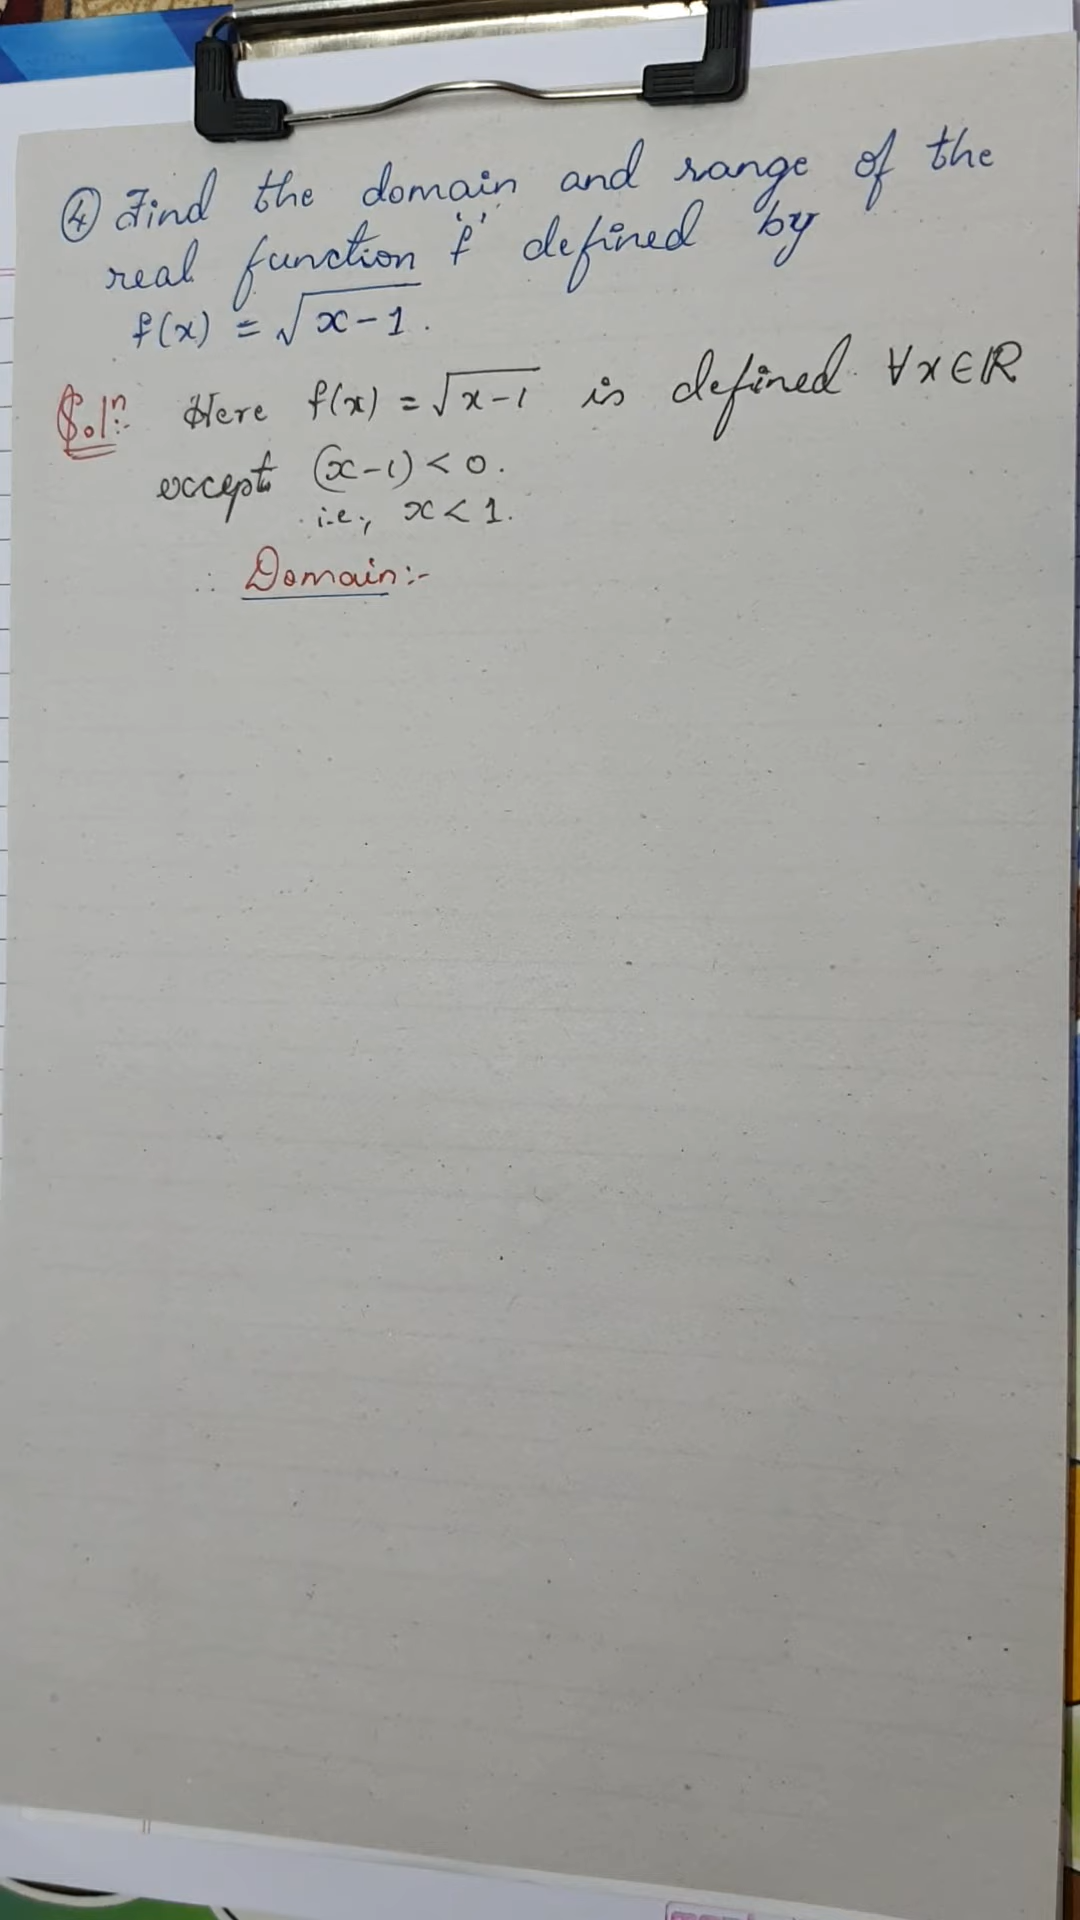 ④ Find the domain and range of the
real function 'f' defined by
f(x) = √(x-1).
Solⁿ:- Here f(x) = √(x-1) is defined ∀ x ∈ ℝ
except (x-1) < 0.
i.e., x < 1.
∴ Domain:-